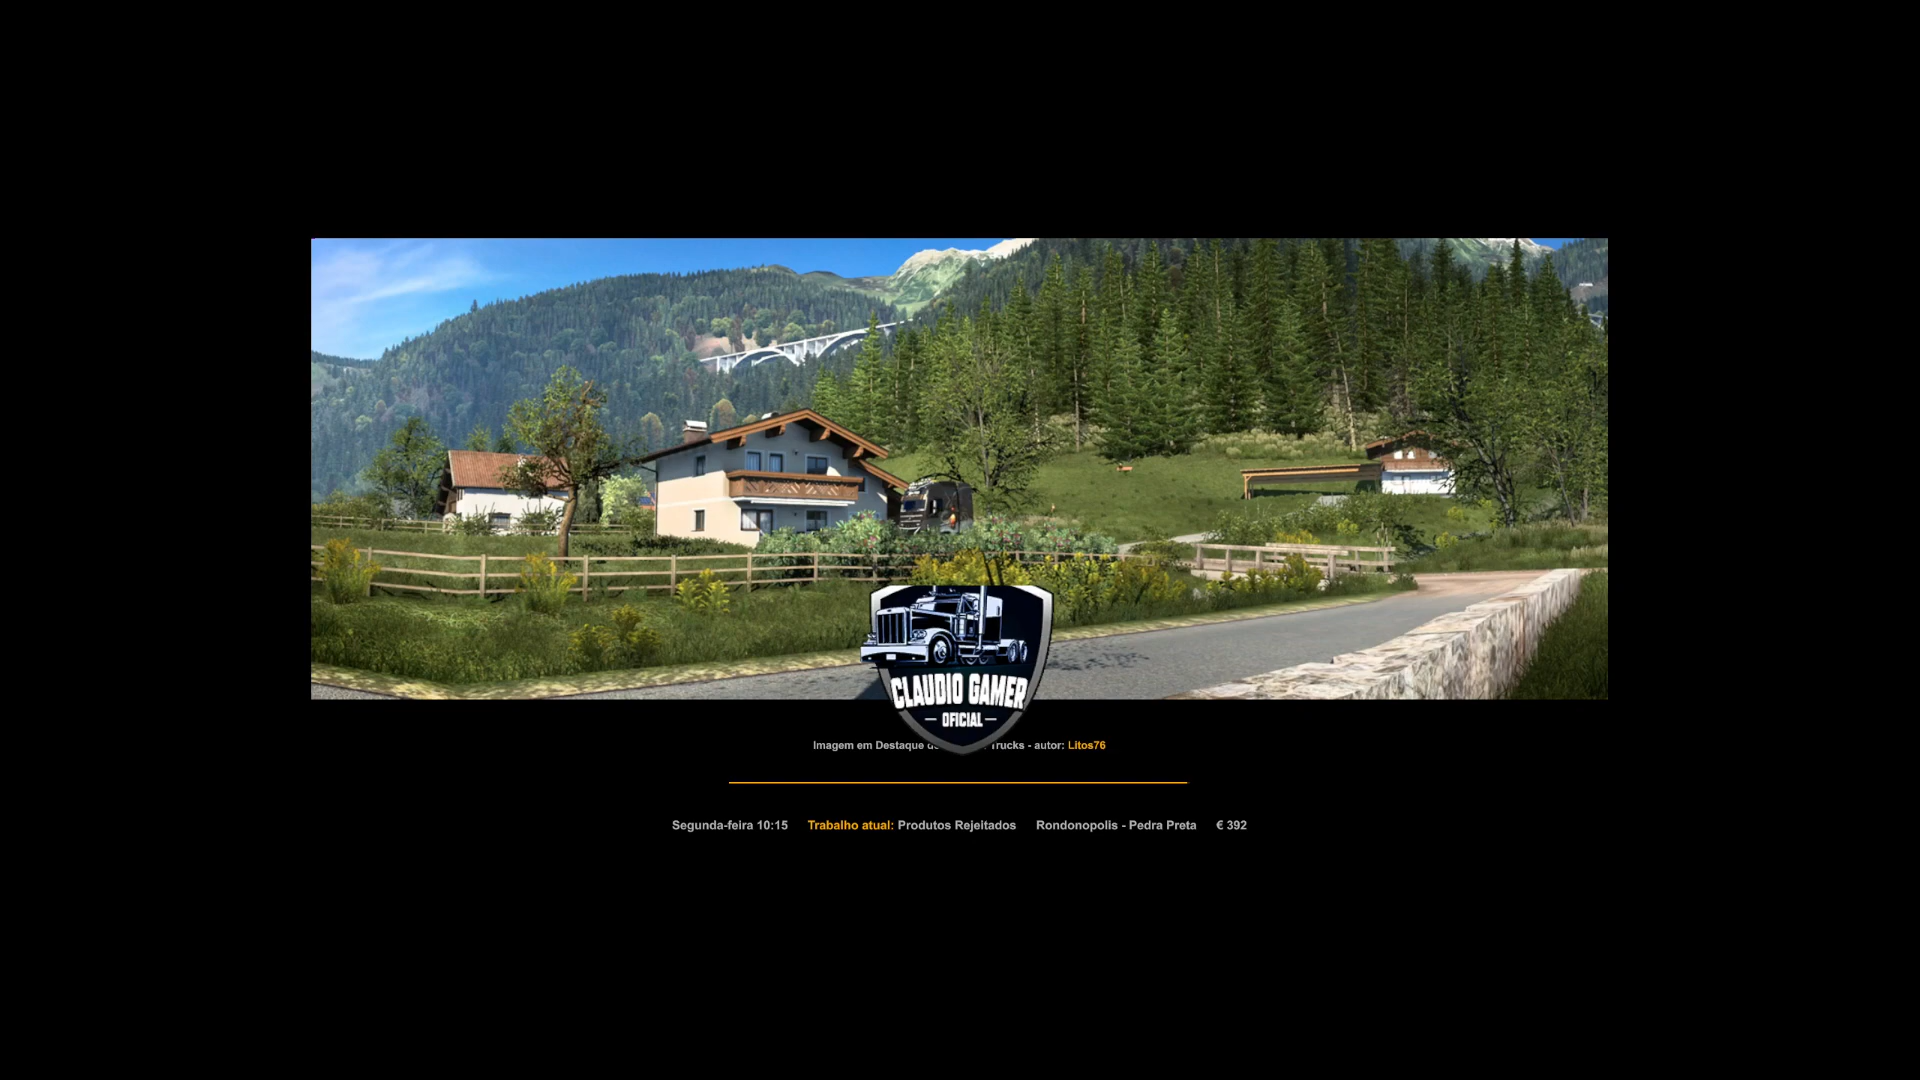 CLAUDIO GAMER
OFICIAL
Imagem em Destaque Trucks - autor: Litos76
Segunda-feira 10:15 Trabalho atual: Produtos Rejeitados Rondonopolis - Pedra Preta € 392